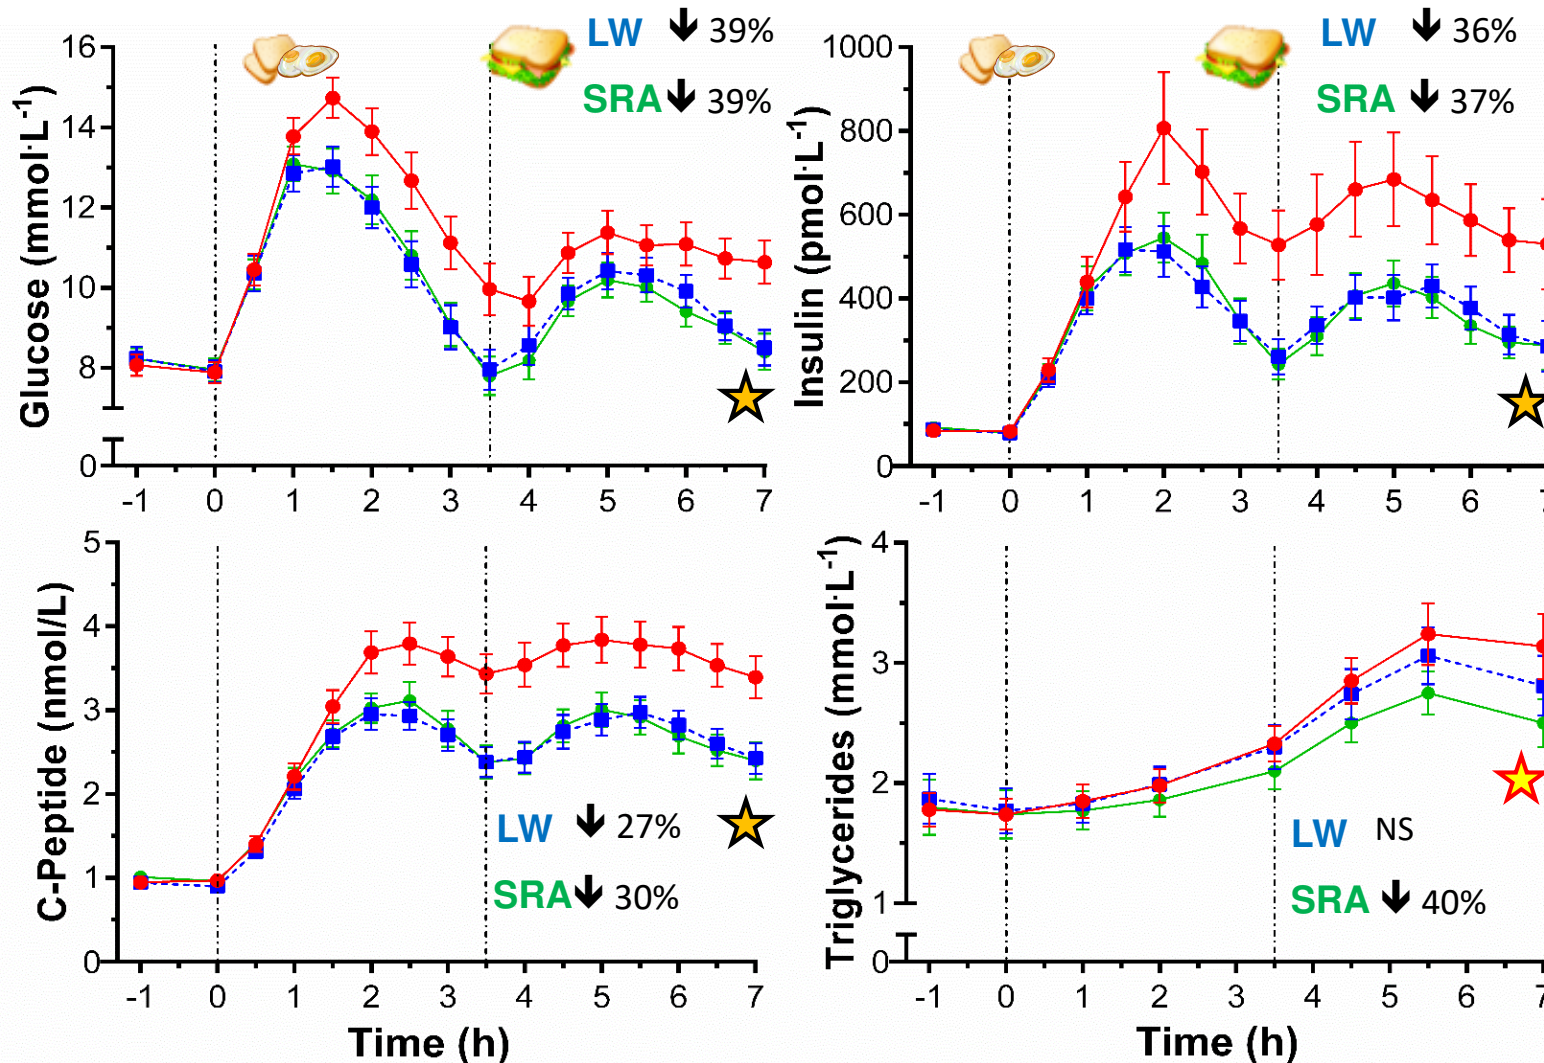 LW ↓ 39%
SRA ↓ 39%
Glucose (mmol·L⁻¹)
16
14
12
10
8
0
-1 0 1 2 3 4 5 6 7
LW ↓ 36%
SRA ↓ 37%
Insulin (pmol·L⁻¹)
1000
800
600
400
200
0
-1 0 1 2 3 4 5 6 7
C-Peptide (nmol/L)
5
4
3
2
1
0
LW ↓ 27%
SRA ↓ 30%
-1 0 1 2 3 4 5 6 7
Time (h)
Triglycerides (mmol·L⁻¹)
4
3
2
1
0
LW NS
SRA ↓ 40%
-1 0 1 2 3 4 5 6 7
Time (h)